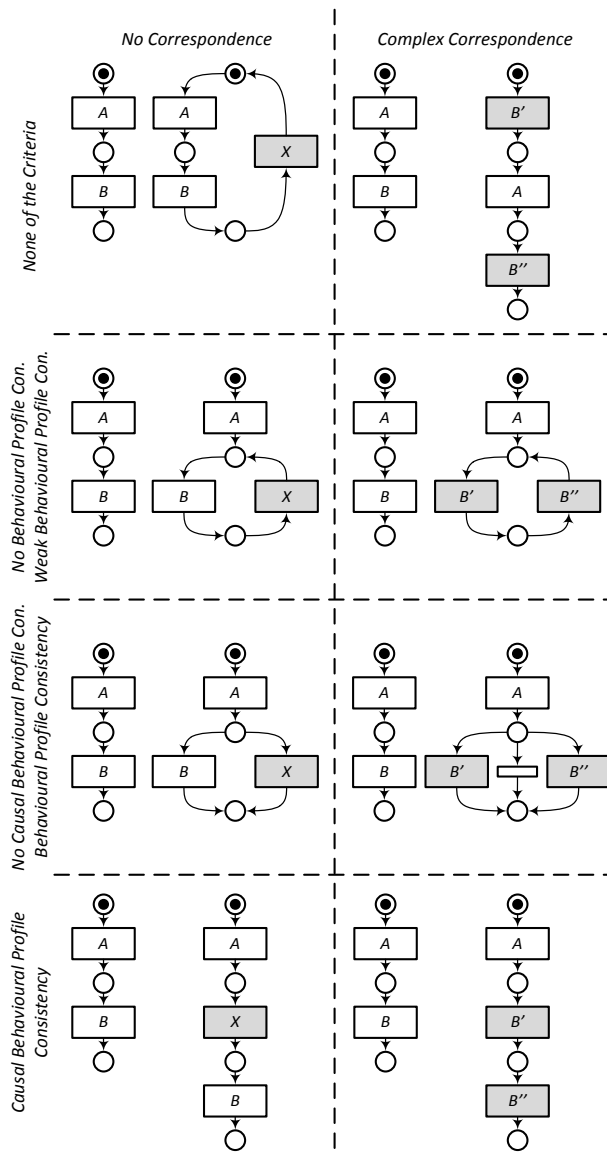 No Correspondence
Complex Correspondence
None of the Criteria
A
A
X
B
B
A
B'
B
A
B''
No Behavioural Profile Con.
Weak Behavioural Profile Con.
A
A
B
B
X
A
A
B
B'
B''
No Causal Behavioural Profile Con.
Behavioural Profile Consistency
A
A
B
B
X
A
A
B
B'
B''
Causal Behavioural Profile
Consistency
A
A
B
X
B
A
A
B
B'
B''